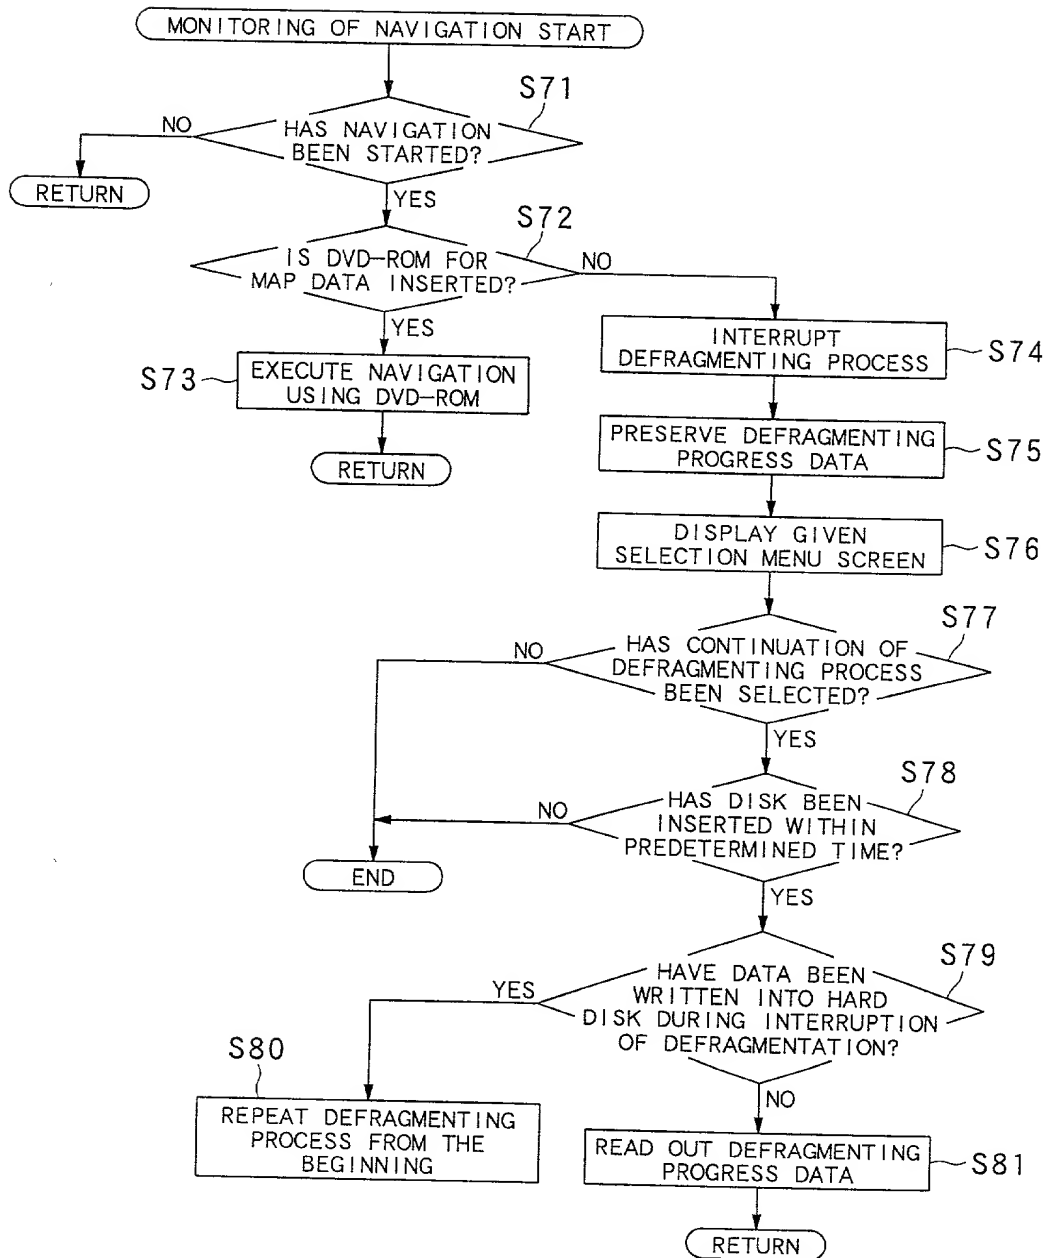 MONITORING OF NAVIGATION START
S71
NO
HAS NAVIGATION
BEEN STARTED?
RETURN
YES
S72
IS DVD-ROM FOR
MAP DATA INSERTED?
NO
YES
INTERRUPT
DEFRAGMENTING PROCESS
S74
S73
EXECUTE NAVIGATION
USING DVD-ROM
PRESERVE DEFRAGMENTING
PROGRESS DATA
S75
RETURN
DISPLAY GIVEN
SELECTION MENU SCREEN
S76
S77
NO
HAS CONTINUATION OF
DEFRAGMENTING PROCESS
BEEN SELECTED?
YES
S78
NO
HAS DISK BEEN
INSERTED WITHIN
PREDETERMINED TIME?
END
YES
S79
YES
HAVE DATA BEEN
WRITTEN INTO HARD
DISK DURING INTERRUPTION
OF DEFRAGMENTATION?
S80
NO
REPEAT DEFRAGMENTING
PROCESS FROM THE
BEGINNING
READ OUT DEFRAGMENTING
PROGRESS DATA
S81
RETURN